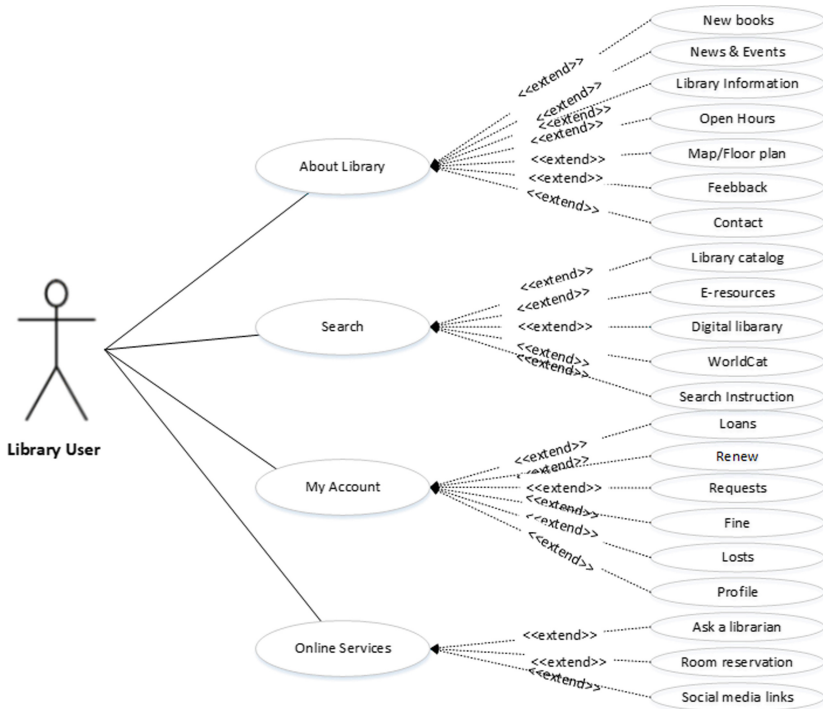 New books
<<extend>>
News & Events
<<extend>>
Library Information
<<extend>>
Open Hours
<<extend>>
About Library
Map/Floor plan
<<extend>>
Feebback
<<extend>>
Contact
<<extend>>
Library catalog
<<extend>>
E-resources
<<extend>>
Search
Digital libarary
<<extend>>
WorldCat
<<extend>>
Search Instruction
<<extend>>
Library User
Loans
<<extend>>
Renew
<<extend>>
My Account
Requests
<<extend>>
Fine
<<extend>>
Losts
<<extend>>
Profile
<<extend>>
Ask a librarian
<<extend>>
Online Services
Room reservation
<<extend>>
Social media links
<<extend>>